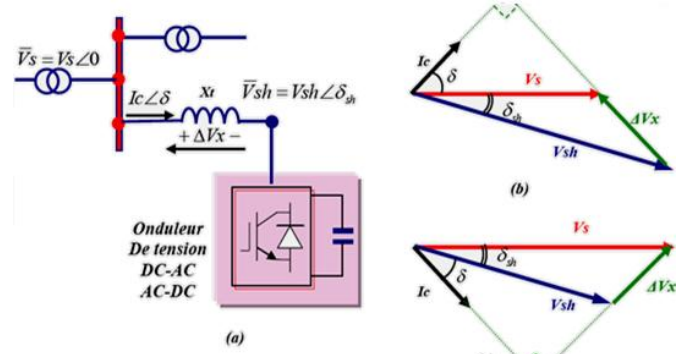 V̅s = Vs∠0
Ic∠δ
Xt
V̅sh = Vsh∠δsh
+ ΔVx −
Onduleur
De tension
DC-AC
AC-DC
(a)
Ic
δ
Vs
δsh
Vsh
ΔVx
(b)
Vs
δsh
δ
Ic
Vsh
ΔVx